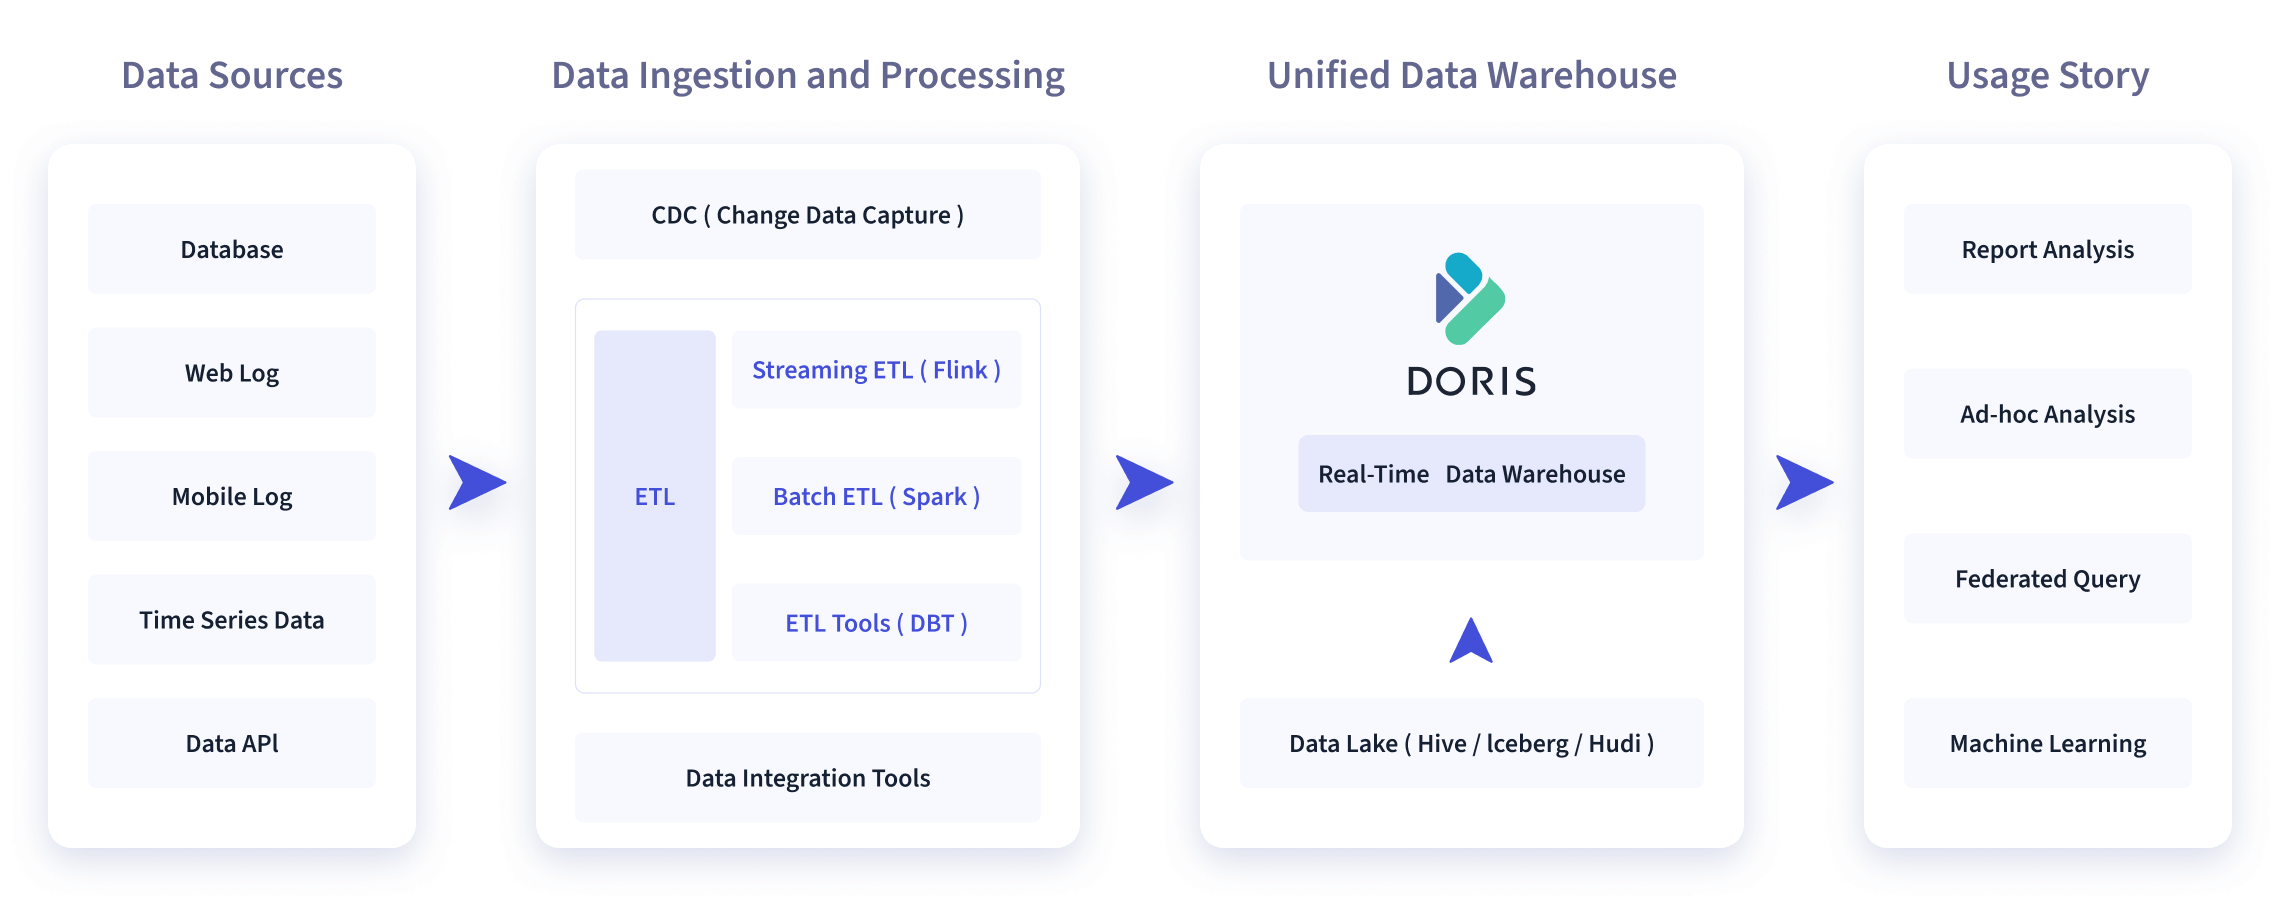 Data Sources
Database
Web Log
Mobile Log
Time Series Data
Data APl
Data Ingestion and Processing
CDC ( Change Data Capture )
ETL
Streaming ETL ( Flink )
Batch ETL ( Spark )
ETL Tools ( DBT )
Data Integration Tools
Unified Data Warehouse
DORIS
Real-Time Data Warehouse
Data Lake ( Hive / lceberg / Hudi )
Usage Story
Report Analysis
Ad-hoc Analysis
Federated Query
Machine Learning